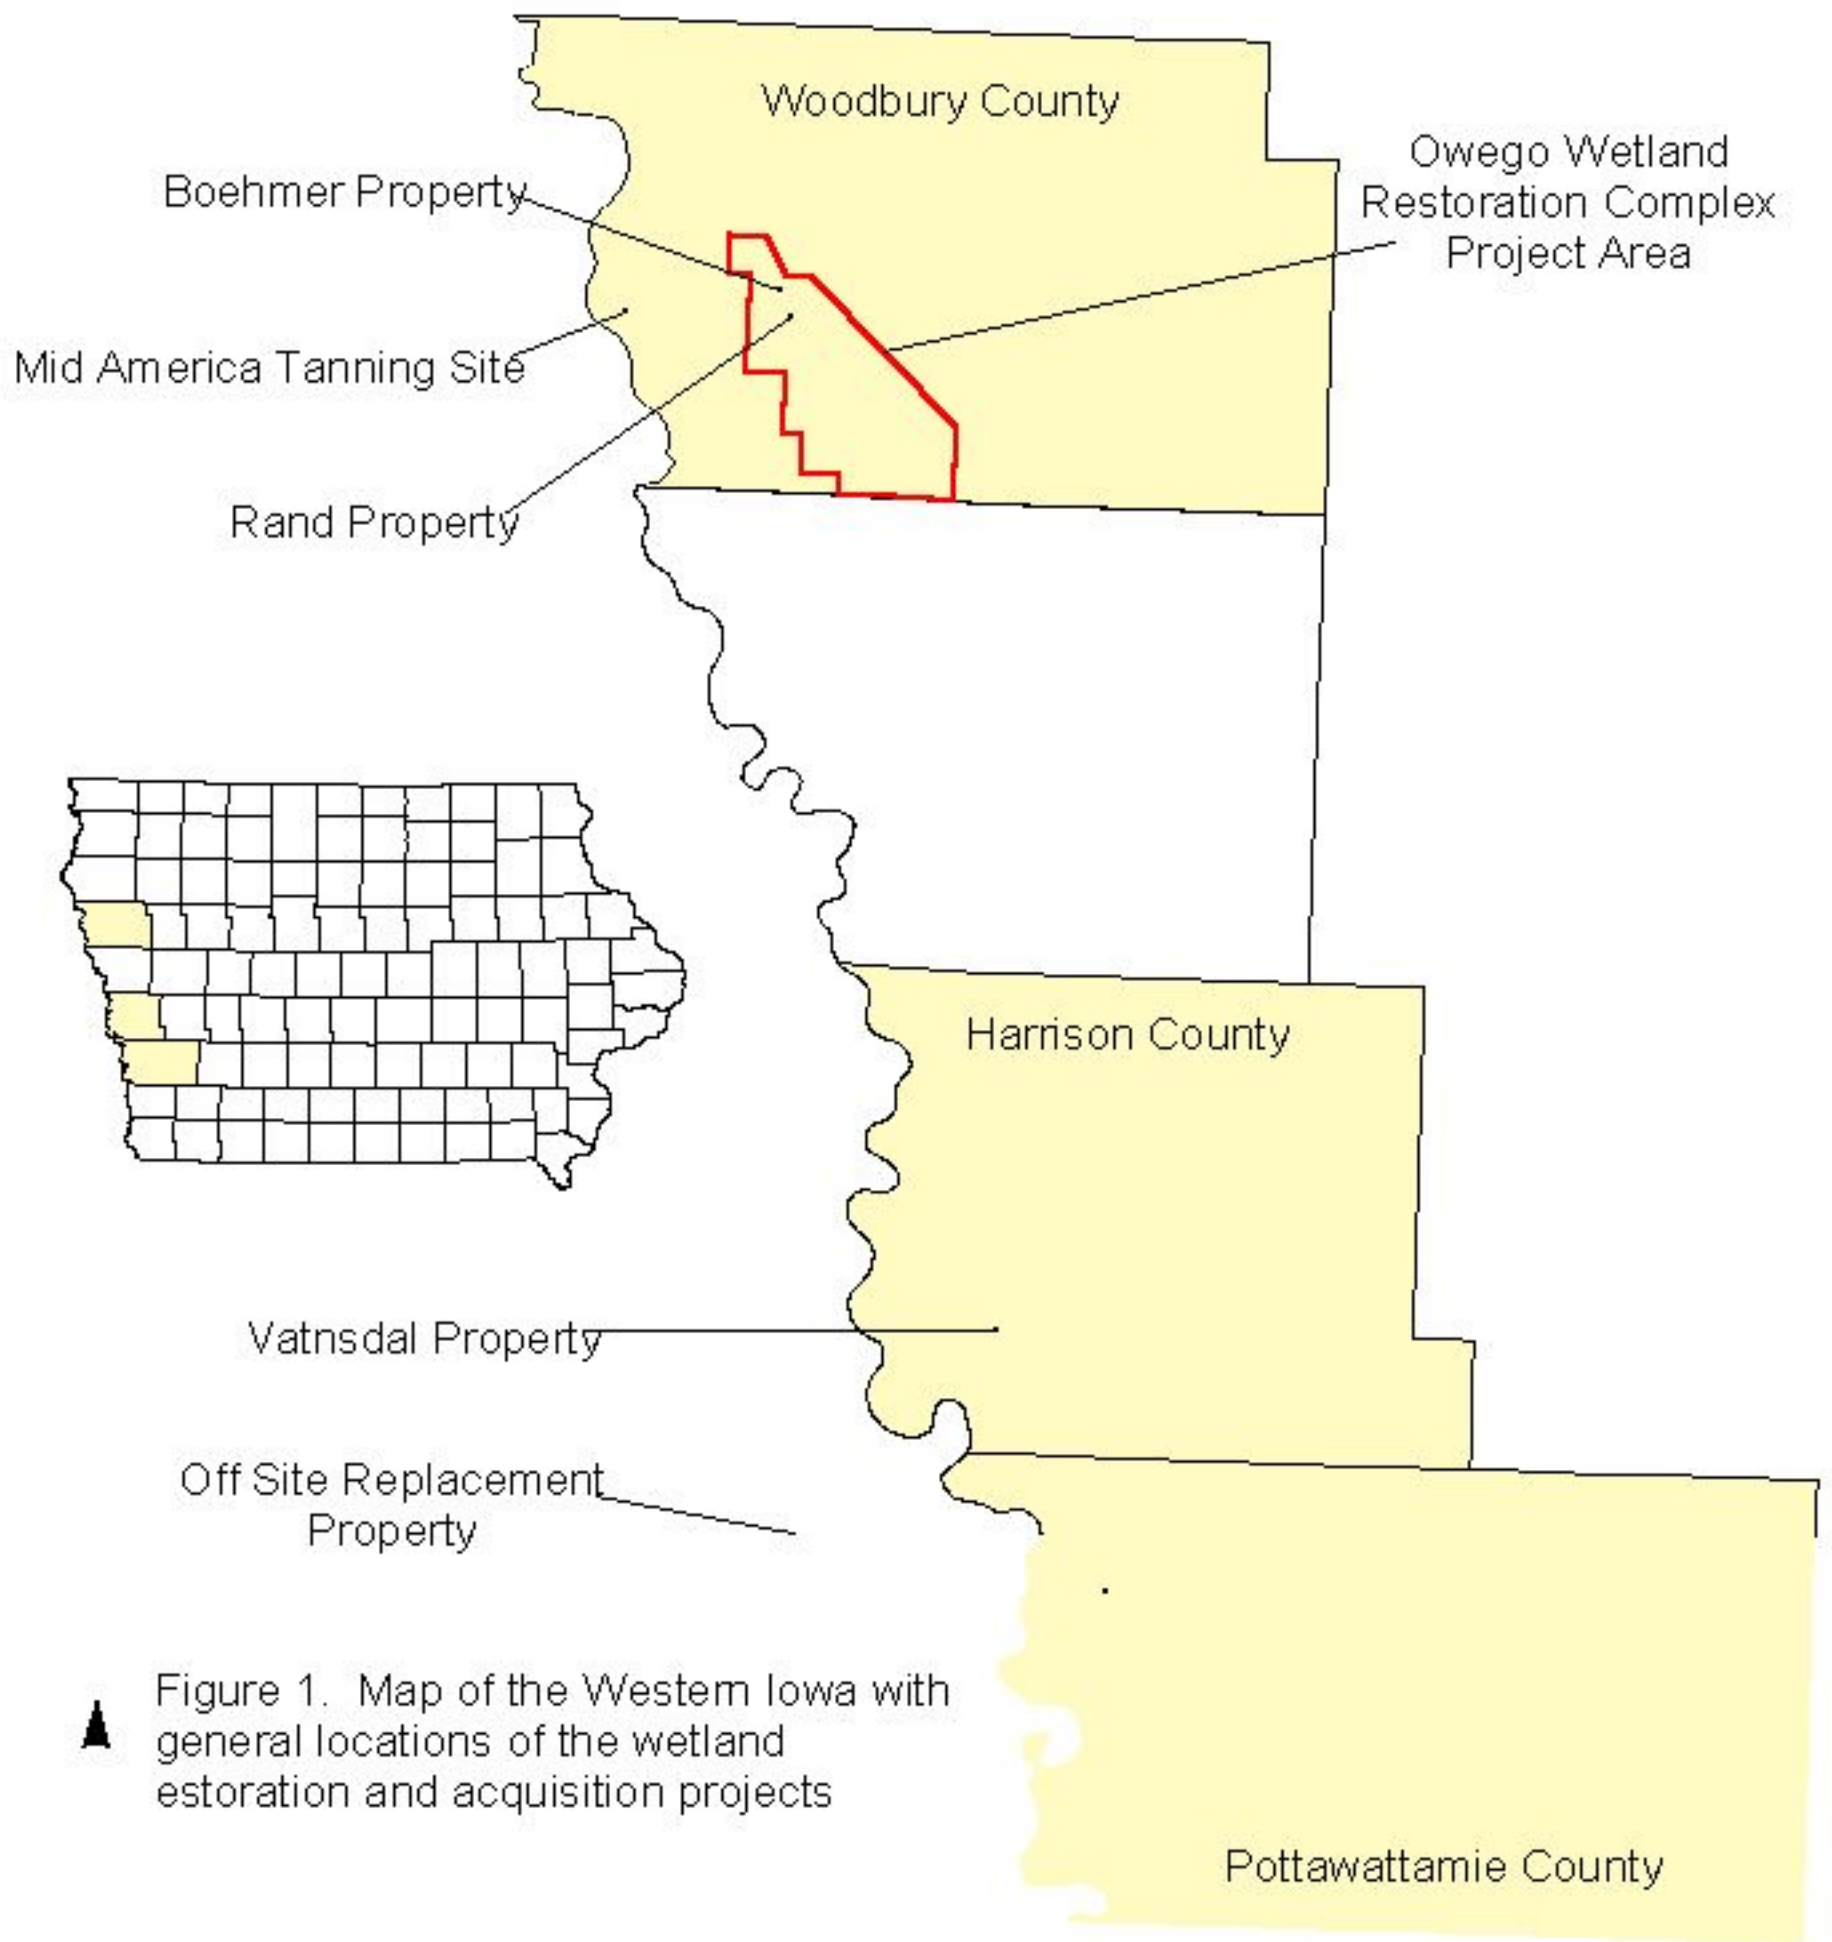 Woodbury County
Owego Wetland
Restoration Complex
Project Area
Boehmer Property
Mid America Tanning Site
Rand Property
Harrison County
Vatnsdal Property
Off Site Replacement
Property
Figure 1. Map of the Western Iowa with
general locations of the wetland
estoration and acquisition projects
Pottawattamie County